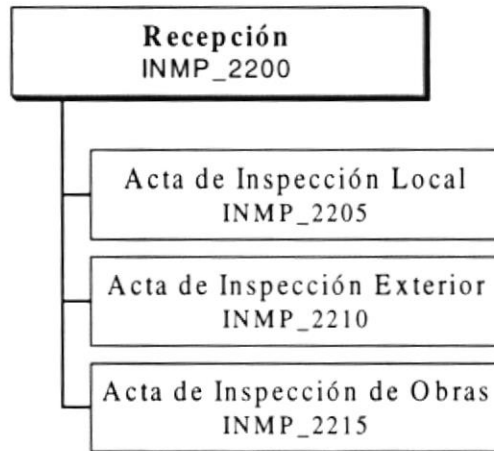 Recepción
INMP_2200
Acta de Inspección Local
INMP_2205
Acta de Inspección Exterior
INMP_2210
Acta de Inspección de Obras
INMP_2215